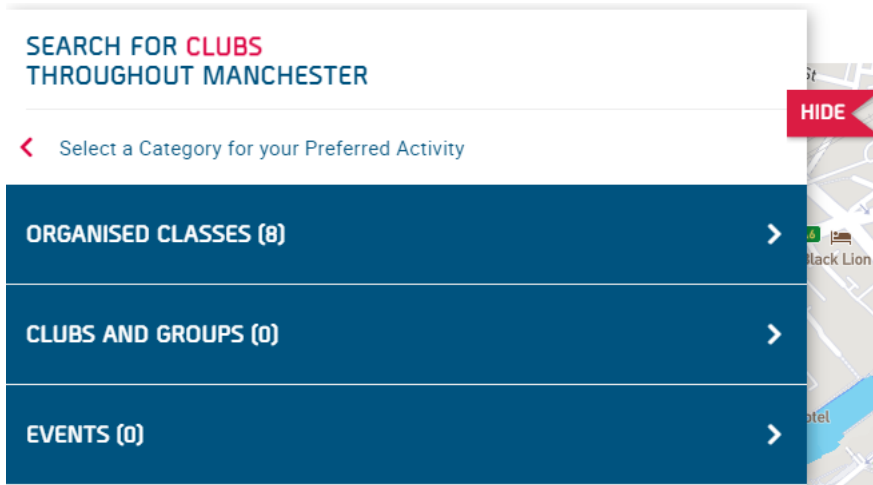 SEARCH FOR CLUBS
THROUGHOUT MANCHESTER
St
HIDE
Select a Category for your Preferred Activity
ORGANISED CLASSES (8)
Black Lion
CLUBS AND GROUPS (0)
EVENTS (0)